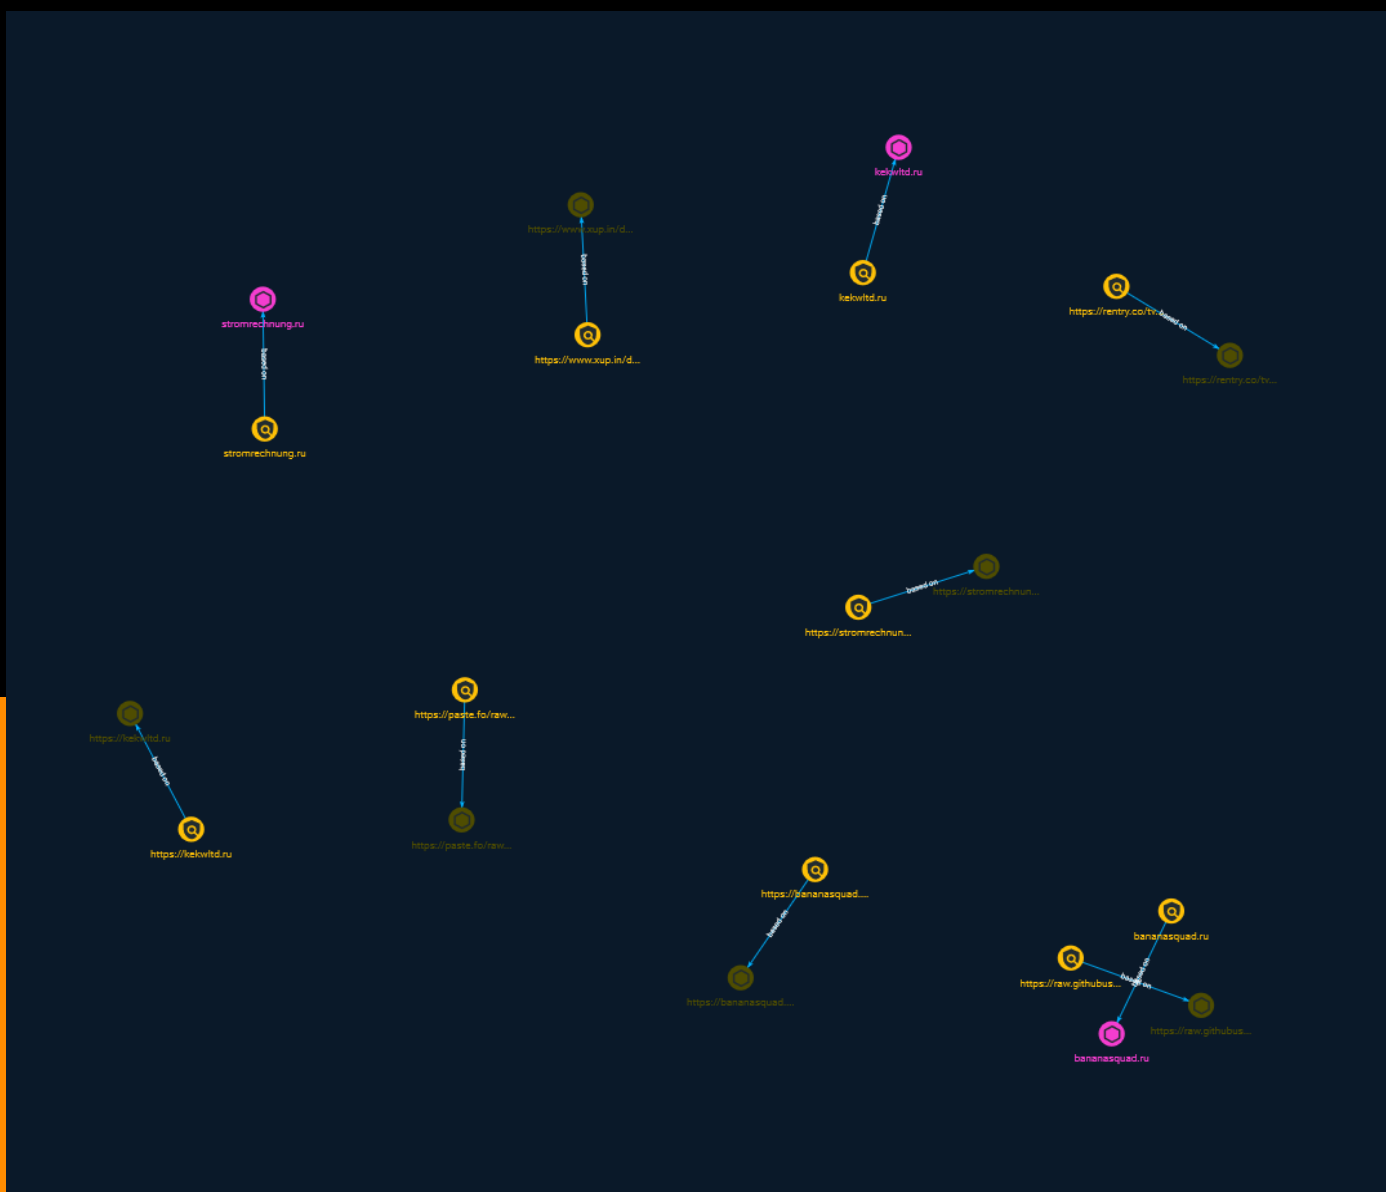 kekwltd.ru
based on
kekwltd.ru
https://www.xup.in/d...
based on
https://www.xup.in/d...
https://rentry.co/tv...
based on
https://rentry.co/tv...
stromrechnung.ru
based on
stromrechnung.ru
based on
https://stromrechnun...
https://stromrechnun...
https://kekwltd.ru
based on
https://kekwltd.ru
https://paste.fo/raw...
based on
https://paste.fo/raw...
https://bananasquad....
based on
https://bananasquad....
bananasquad.ru
based on
https://raw.githubus...
based on
https://raw.githubus...
bananasquad.ru